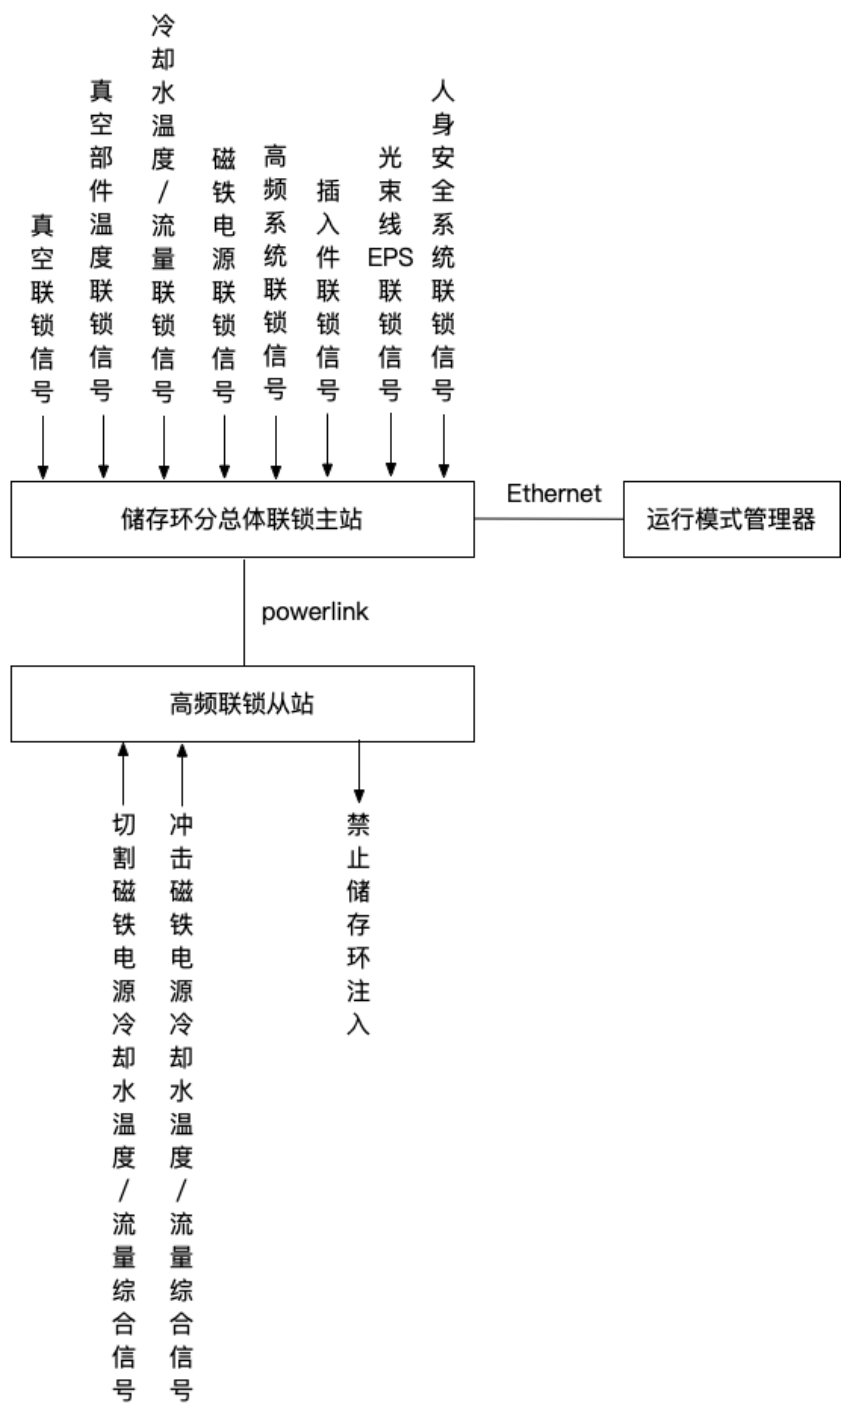 真空联锁信号
真空部件温度联锁信号
冷却水温度/流量联锁信号
磁铁电源联锁信号
高频系统联锁信号
插入件联锁信号
光束线EPS联锁信号
人身安全系统联锁信号
储存环分总体联锁主站
Ethernet
运行模式管理器
powerlink
高频联锁从站
切割磁铁电源冷却水温度/流量综合信号
冲击磁铁电源冷却水温度/流量综合信号
禁止储存环注入